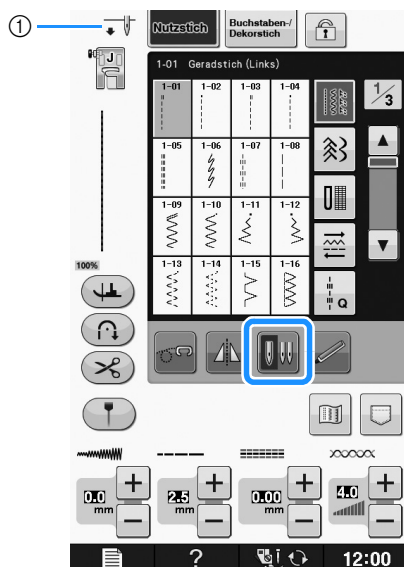 ①
Nutzstich
Buchstaben-/
Dekorstich
J
1-01 Geradstich (Links)
1/3
1-01 1-02 1-03 1-04
1-05 1-06 1-07 1-08
1-09 1-10 1-11 1-12
1-13 1-14 1-15 1-16
Q
100%
0.0 mm
2.5 mm
0.00 mm
4.0
+ + + +
− − − −
? 12:00